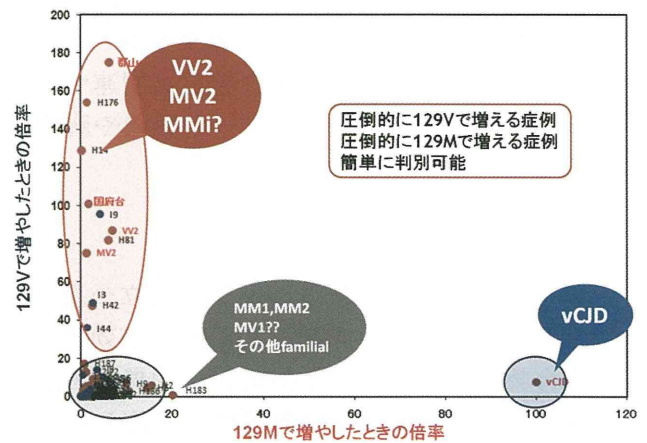 200
180
160
140
120
100
80
60
40
20
0
129Vで増やしたときの倍率
郡山
H176
H14
国府台
I9
VV2
H81
MV2
I3
H42
I44
H187
H183
vCJD
VV2
MV2
MMi?
圧倒的に129Vで増える症例
圧倒的に129Mで増える症例
簡単に判別可能
MM1,MM2
MV1??
その他familial
vCJD
0
20
40
60
80
100
120
129Mで増やしたときの倍率